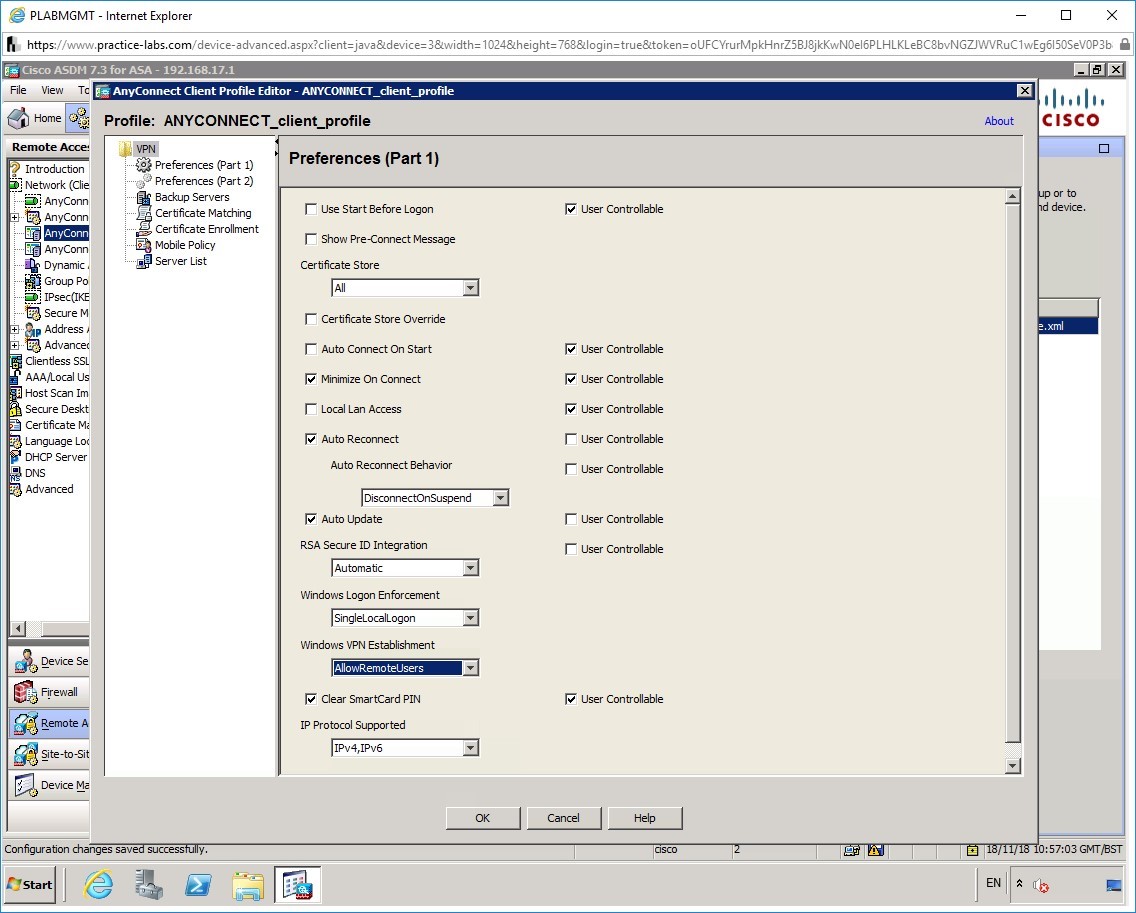 PLABMGMT - Internet Explorer
https://www.practice-labs.com/device-advanced.aspx?client=java&device=3&width=1024&height=768&login=true&token=
Cisco ASDM 7.3 for ASA - 192.168.17.1
File View To
AnyConnect Client Profile Editor - ANYCONNECT_client_profile
Home
Profile: ANYCONNECT_client_profile
About
CISCO
Remote Acces
Introduction
Network (Clie
AnyConn
AnyConn
AnyConn
AnyConn
Dynamic
Group Po
IPsec(IKE
Secure M
Address A
Advanced
Clientless SSL
AAA/Local Us
Host Scan Im
Secure Deskt
Certificate Ma
Language Loc
DHCP Server
DNS
Advanced
VPN
Preferences (Part 1)
Preferences (Part 2)
Backup Servers
Certificate Matching
Certificate Enrollment
Mobile Policy
Server List
Preferences (Part 1)
Use Start Before Logon User Controllable
Show Pre-Connect Message
Certificate Store
All
Certificate Store Override
Auto Connect On Start User Controllable
Minimize On Connect User Controllable
Local Lan Access User Controllable
Auto Reconnect User Controllable
Auto Reconnect Behavior User Controllable
DisconnectOnSuspend
Auto Update User Controllable
RSA Secure ID Integration User Controllable
Automatic
Windows Logon Enforcement
SingleLocalLogon
Windows VPN Establishment
AllowRemoteUsers
Clear SmartCard PIN User Controllable
IP Protocol Supported
IPv4,IPv6
up or to
nd device.
e.xml
Device Se
Firewall
Remote A
Site-to-Sit
Device Ma
OK Cancel Help
Configuration changes saved successfully. cisco 2 18/11/18 10:57:03 GMT/BST
Start EN